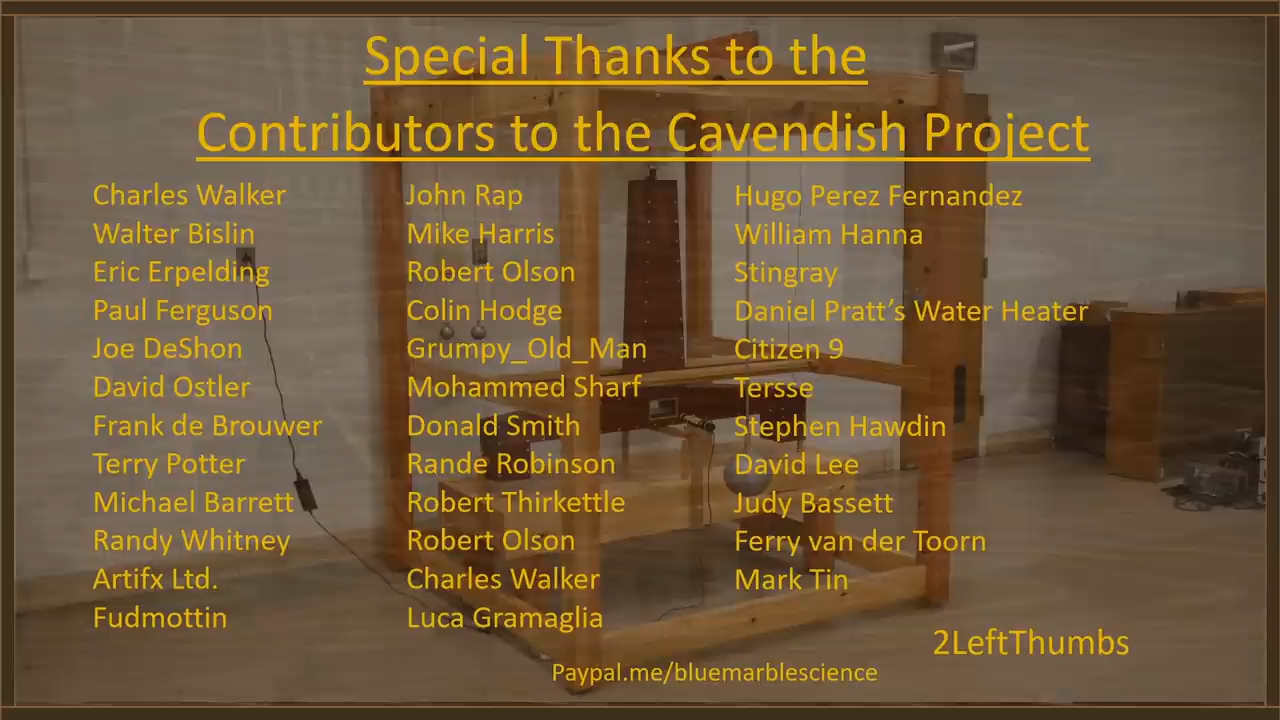 Special Thanks to the
Contributors to the Cavendish Project
Charles Walker
Walter Bislin
Eric Erpelding
Paul Ferguson
Joe DeShon
David Ostler
Frank de Brouwer
Terry Potter
Michael Barrett
Randy Whitney
Artifx Ltd.
Fudmottin
John Rap
Mike Harris
Robert Olson
Colin Hodge
Grumpy_Old_Man
Mohammed Sharf
Donald Smith
Rande Robinson
Robert Thirkettle
Robert Olson
Charles Walker
Luca Gramaglia
Hugo Perez Fernandez
William Hanna
Stingray
Daniel Pratt’s Water Heater
Citizen 9
Tersse
Stephen Hawdin
David Lee
Judy Bassett
Ferry van der Toorn
Mark Tin
2LeftThumbs
Paypal.me/bluemarblescience